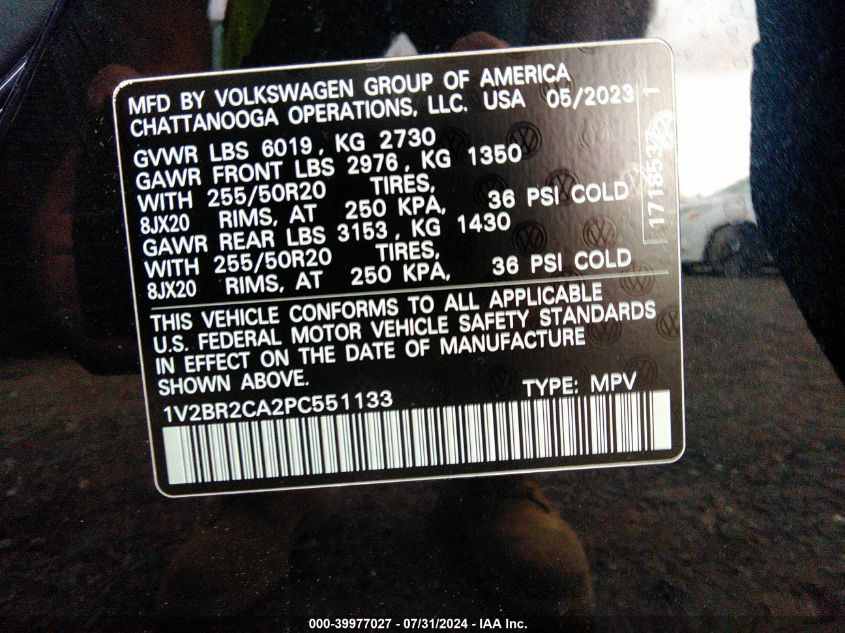 MFD BY VOLKSWAGEN GROUP OF AMERICA
CHATTANOOGA OPERATIONS, LLC. USA 05/2023
GVWR LBS 6019, KG 2730
GAWR FRONT LBS 2976, KG 1350
WITH 255/50R20 TIRES,
8JX20 RIMS, AT 250 KPA, 36 PSI COLD
GAWR REAR LBS 3153, KG 1430
WITH 255/50R20 TIRES,
8JX20 RIMS, AT 250 KPA, 36 PSI COLD
THIS VEHICLE CONFORMS TO ALL APPLICABLE
U.S. FEDERAL MOTOR VEHICLE SAFETY STANDARDS
IN EFFECT ON THE DATE OF MANUFACTURE
SHOWN ABOVE.
1V2BR2CA2PC551133 TYPE: MPV
000-39977027 - 07/31/2024 - IAA Inc.